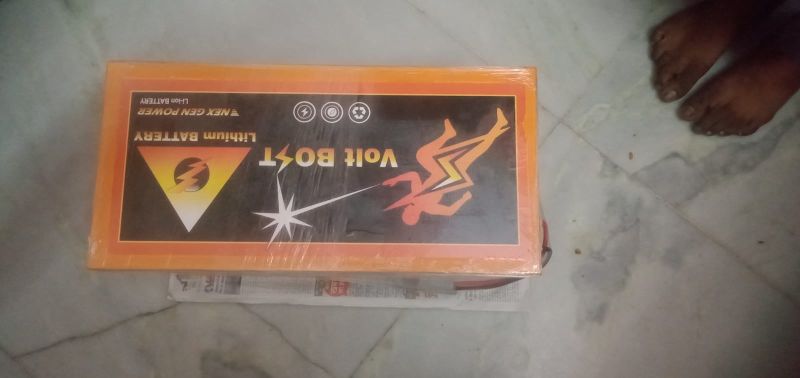 Volt BOST
Lithium BATTERY
NEX GEN POWER
Li-ion BATTERY